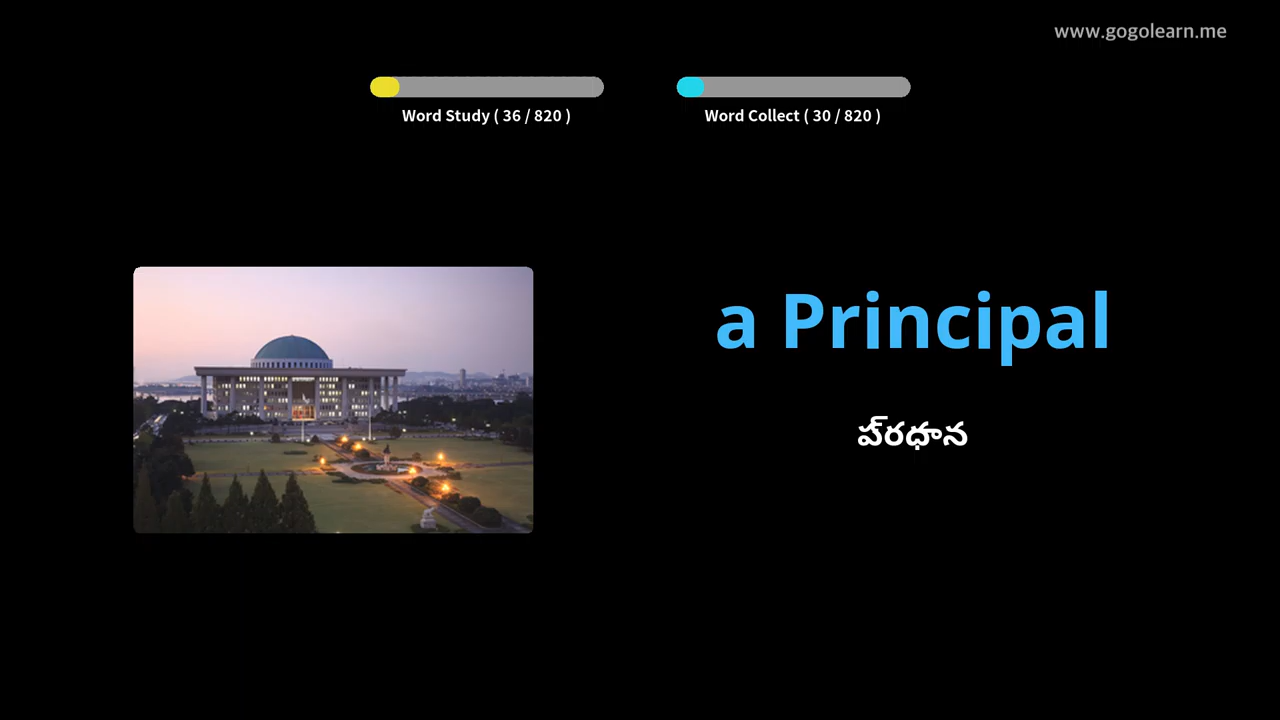 www.gogolearn.me
Word Study ( 36 / 820 )
Word Collect ( 30 / 820 )
a Principal
ప్రధాన